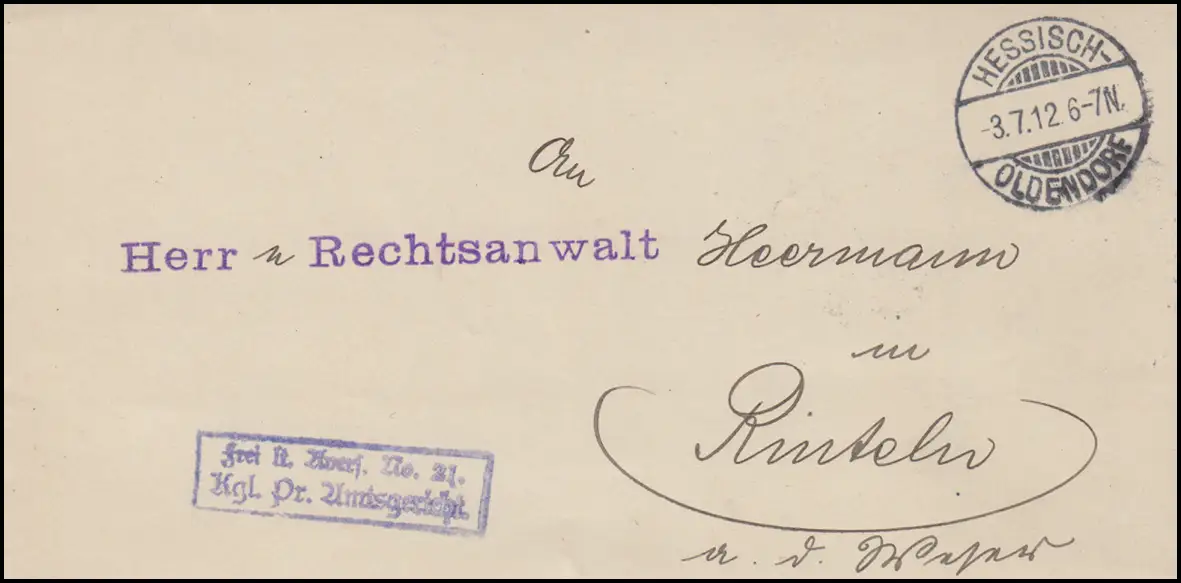 HESSISCH-
-3.7.12 6-7N.
OLDENDORF
An
Herrn Rechtsanwalt Heermann
in
Rinteln
a. d. Weser
Frei lt. Avers. No. 21.
Kgl. Pr. Amtsgericht.